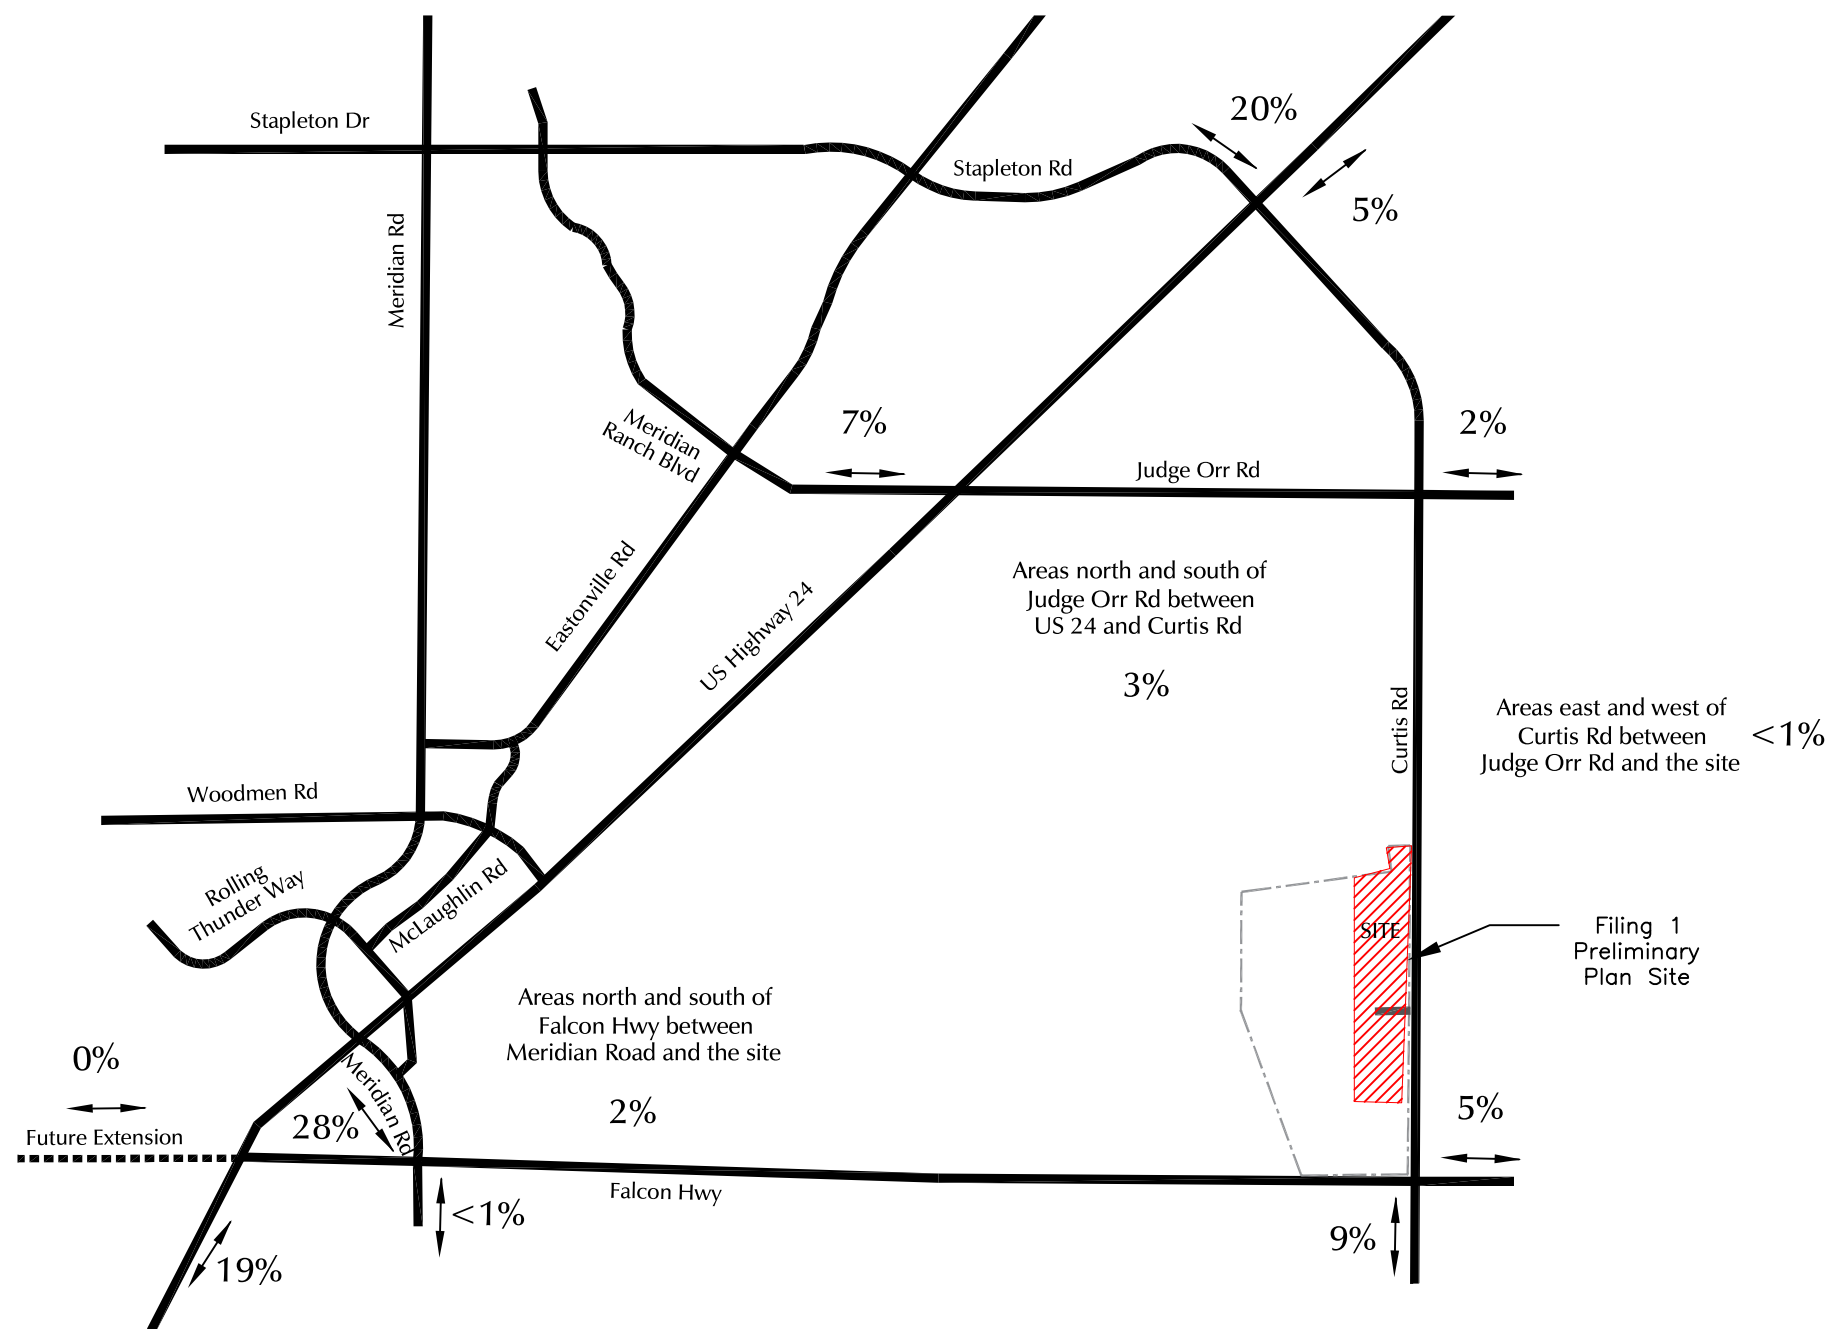 20%
Stapleton Dr
Stapleton Rd
5%
Meridian Rd
7%
2%
Meridian
Ranch Blvd
Judge Orr Rd
Eastonville Rd
US Highway 24
Areas north and south of
Judge Orr Rd between
US 24 and Curtis Rd
3%
Curtis Rd
Areas east and west of
Curtis Rd between
Judge Orr Rd and the site
<1%
Woodmen Rd
Rolling
Thunder Way
McLaughlin Rd
SITE
Filing 1
Preliminary
Plan Site
Areas north and south of
Falcon Hwy between
Meridian Road and the site
2%
0%
Future Extension
28%
Meridian Rd
5%
Falcon Hwy
<1%
9%
19%